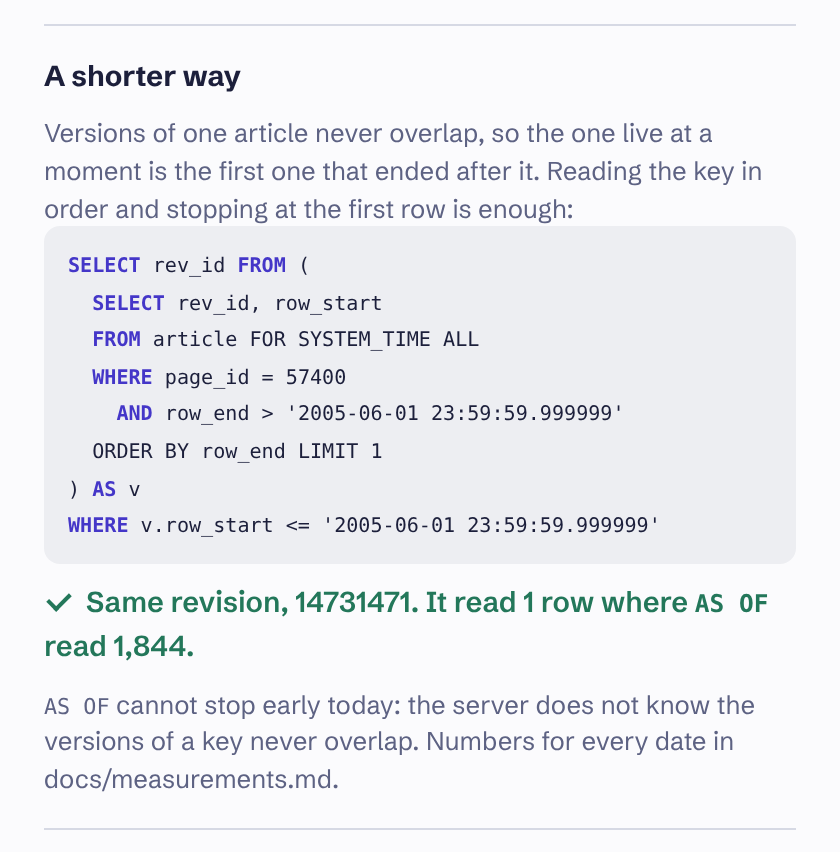 A shorter way
Versions of one article never overlap, so the one live at a
moment is the first one that ended after it. Reading the key in
order and stopping at the first row is enough:
SELECT rev_id FROM (
  SELECT rev_id, row_start
  FROM article FOR SYSTEM_TIME ALL
  WHERE page_id = 57400
    AND row_end > '2005-06-01 23:59:59.999999'
  ORDER BY row_end LIMIT 1
) AS v
WHERE v.row_start <= '2005-06-01 23:59:59.999999'
✓ Same revision, 14731471. It read 1 row where AS OF
read 1,844.
AS OF cannot stop early today: the server does not know the
versions of a key never overlap. Numbers for every date in
docs/measurements.md.